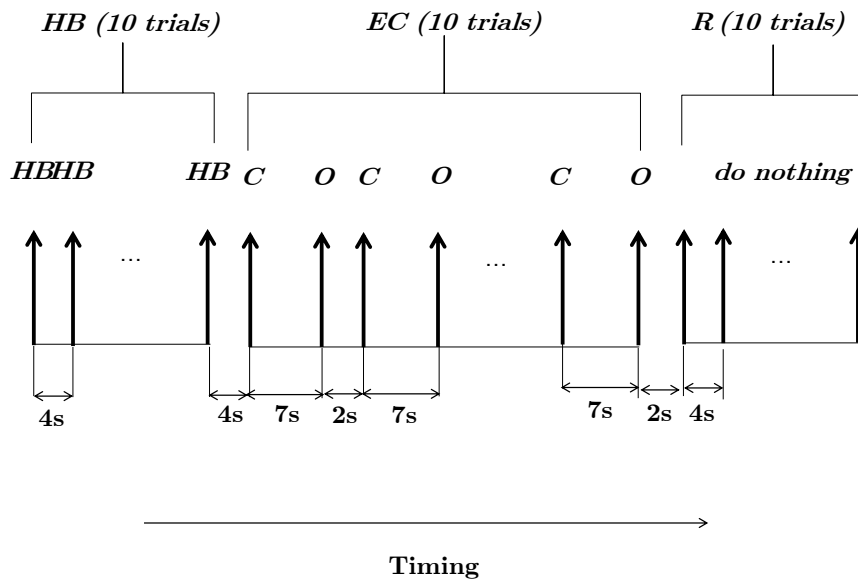 HB (10 trials) EC (10 trials) R (10 trials)
HBHB HB C O C O C O do nothing
... ... ...
4s 4s 7s 2s 7s 7s 2s 4s
Timing